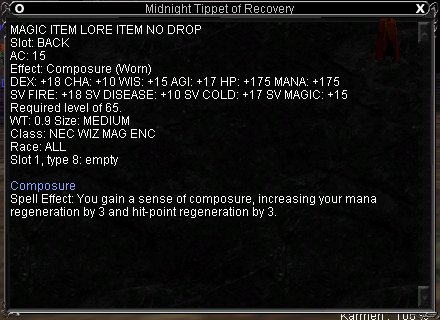 O Midnight Tippet of Recovery X
MAGIC ITEM LORE ITEM NO DROP
Slot: BACK
AC: 15
Effect: Composure (Worn)
DEX: +18 CHA: +10 WIS: +15 AGI: +17 HP: +175 MANA: +175
SV FIRE: +18 SV DISEASE: +10 SV COLD: +17 SV MAGIC: +15
Required level of 65.
WT: 0.9 Size: MEDIUM
Class: NEC WIZ MAG ENC
Race: ALL
Slot 1, type 8: empty
Composure
Spell Effect: You gain a sense of composure, increasing your mana
regeneration by 3 and hit-point regeneration by 3.